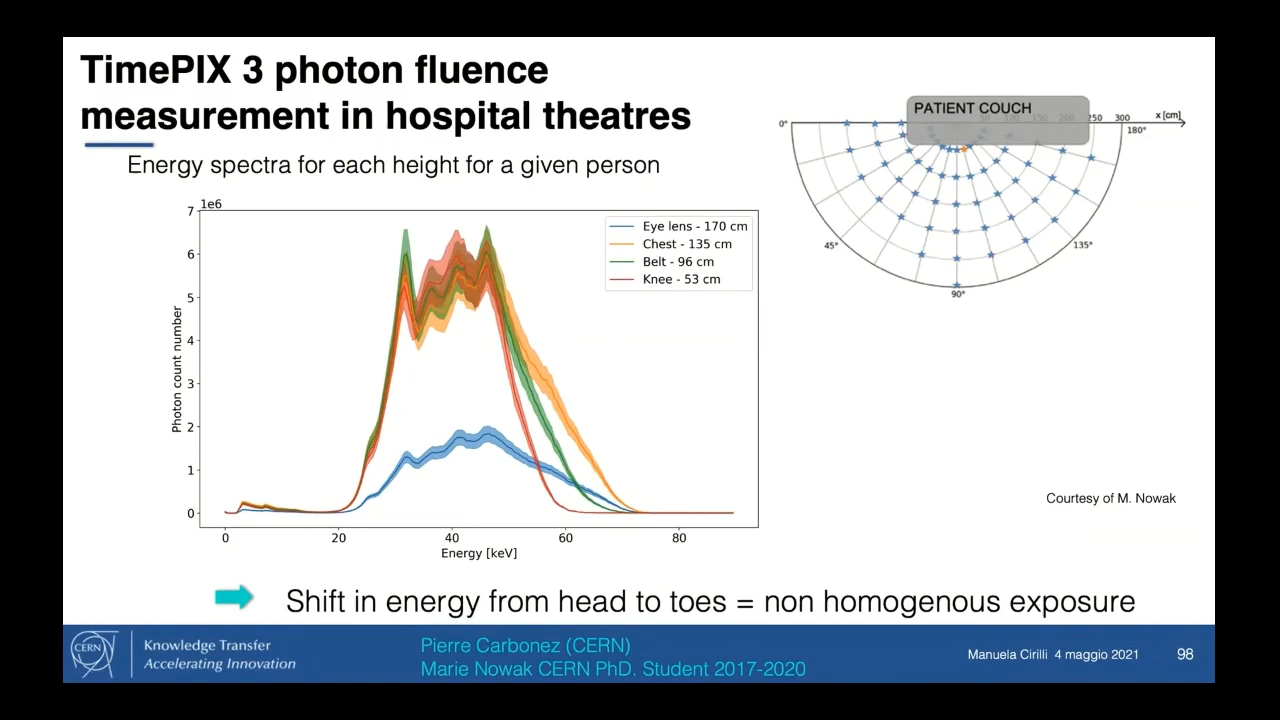 TimePIX 3 photon fluence
measurement in hospital theatres
Energy spectra for each height for a given person
PATIENT COUCH
0°
50 100 150 200 250 300
x [cm]
180°
45°
135°
90°
1e6
7
6
5
4
3
2
1
0
Photon count number
Eye lens - 170 cm
Chest - 135 cm
Belt - 96 cm
Knee - 53 cm
0 20 40 60 80
Energy [keV]
Courtesy of M. Nowak
Shift in energy from head to toes = non homogenous exposure
CERN
Knowledge Transfer
Accelerating Innovation
Pierre Carbonez (CERN)
Marie Nowak CERN PhD. Student 2017-2020
Manuela Cirilli 4 maggio 2021
98